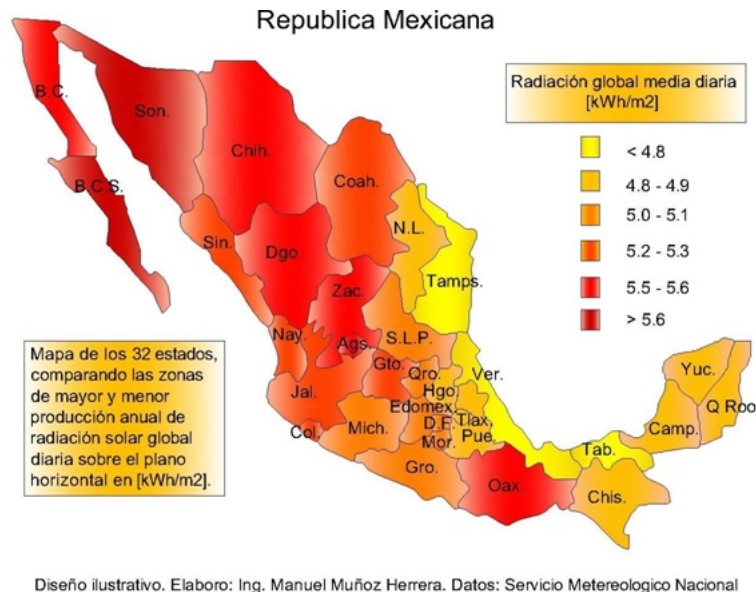 Republica Mexicana
Radiación global media diaria
[kWh/m2]
< 4.8
4.8 - 4.9
5.0 - 5.1
5.2 - 5.3
5.5 - 5.6
> 5.6
B.C.
Son.
Chih.
Coah.
B.C.S.
N.L.
Sin.
Dgo.
Tamps.
Zac.
Nay.
Ags.
S.L.P.
Gto.
Qro.
Ver.
Yuc.
Jal.
Hgo.
Q Roo
Edomex.
Col.
Mich.
D.F.
Tlax.
Camp.
Mor.
Pue.
Tab.
Gro.
Oax.
Chis.
Mapa de los 32 estados,
comparando las zonas
de mayor y menor
producción anual de
radiación solar global
diaria sobre el plano
horizontal en [kWh/m2].
Diseño ilustrativo. Elaboro: Ing. Manuel Muñoz Herrera. Datos: Servicio Metereologico Nacional